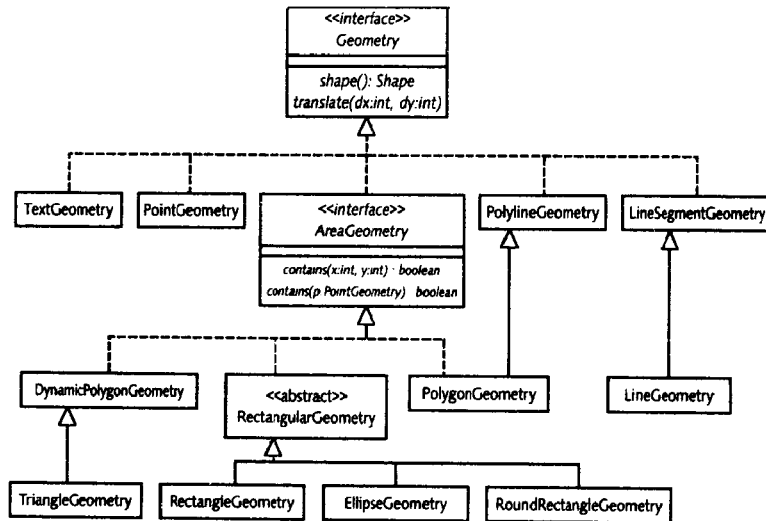 <<interface>>
Geometry
shape(): Shape
translate(dx:int, dy:int)
TextGeometry
PointGeometry
<<interface>>
AreaGeometry
contains(x:int, y:int) : boolean
contains(p PointGeometry) boolean
PolylineGeometry
LineSegmentGeometry
DynamicPolygonGeometry
<<abstract>>
RectangularGeometry
PolygonGeometry
LineGeometry
TriangleGeometry
RectangleGeometry
EllipseGeometry
RoundRectangleGeometry